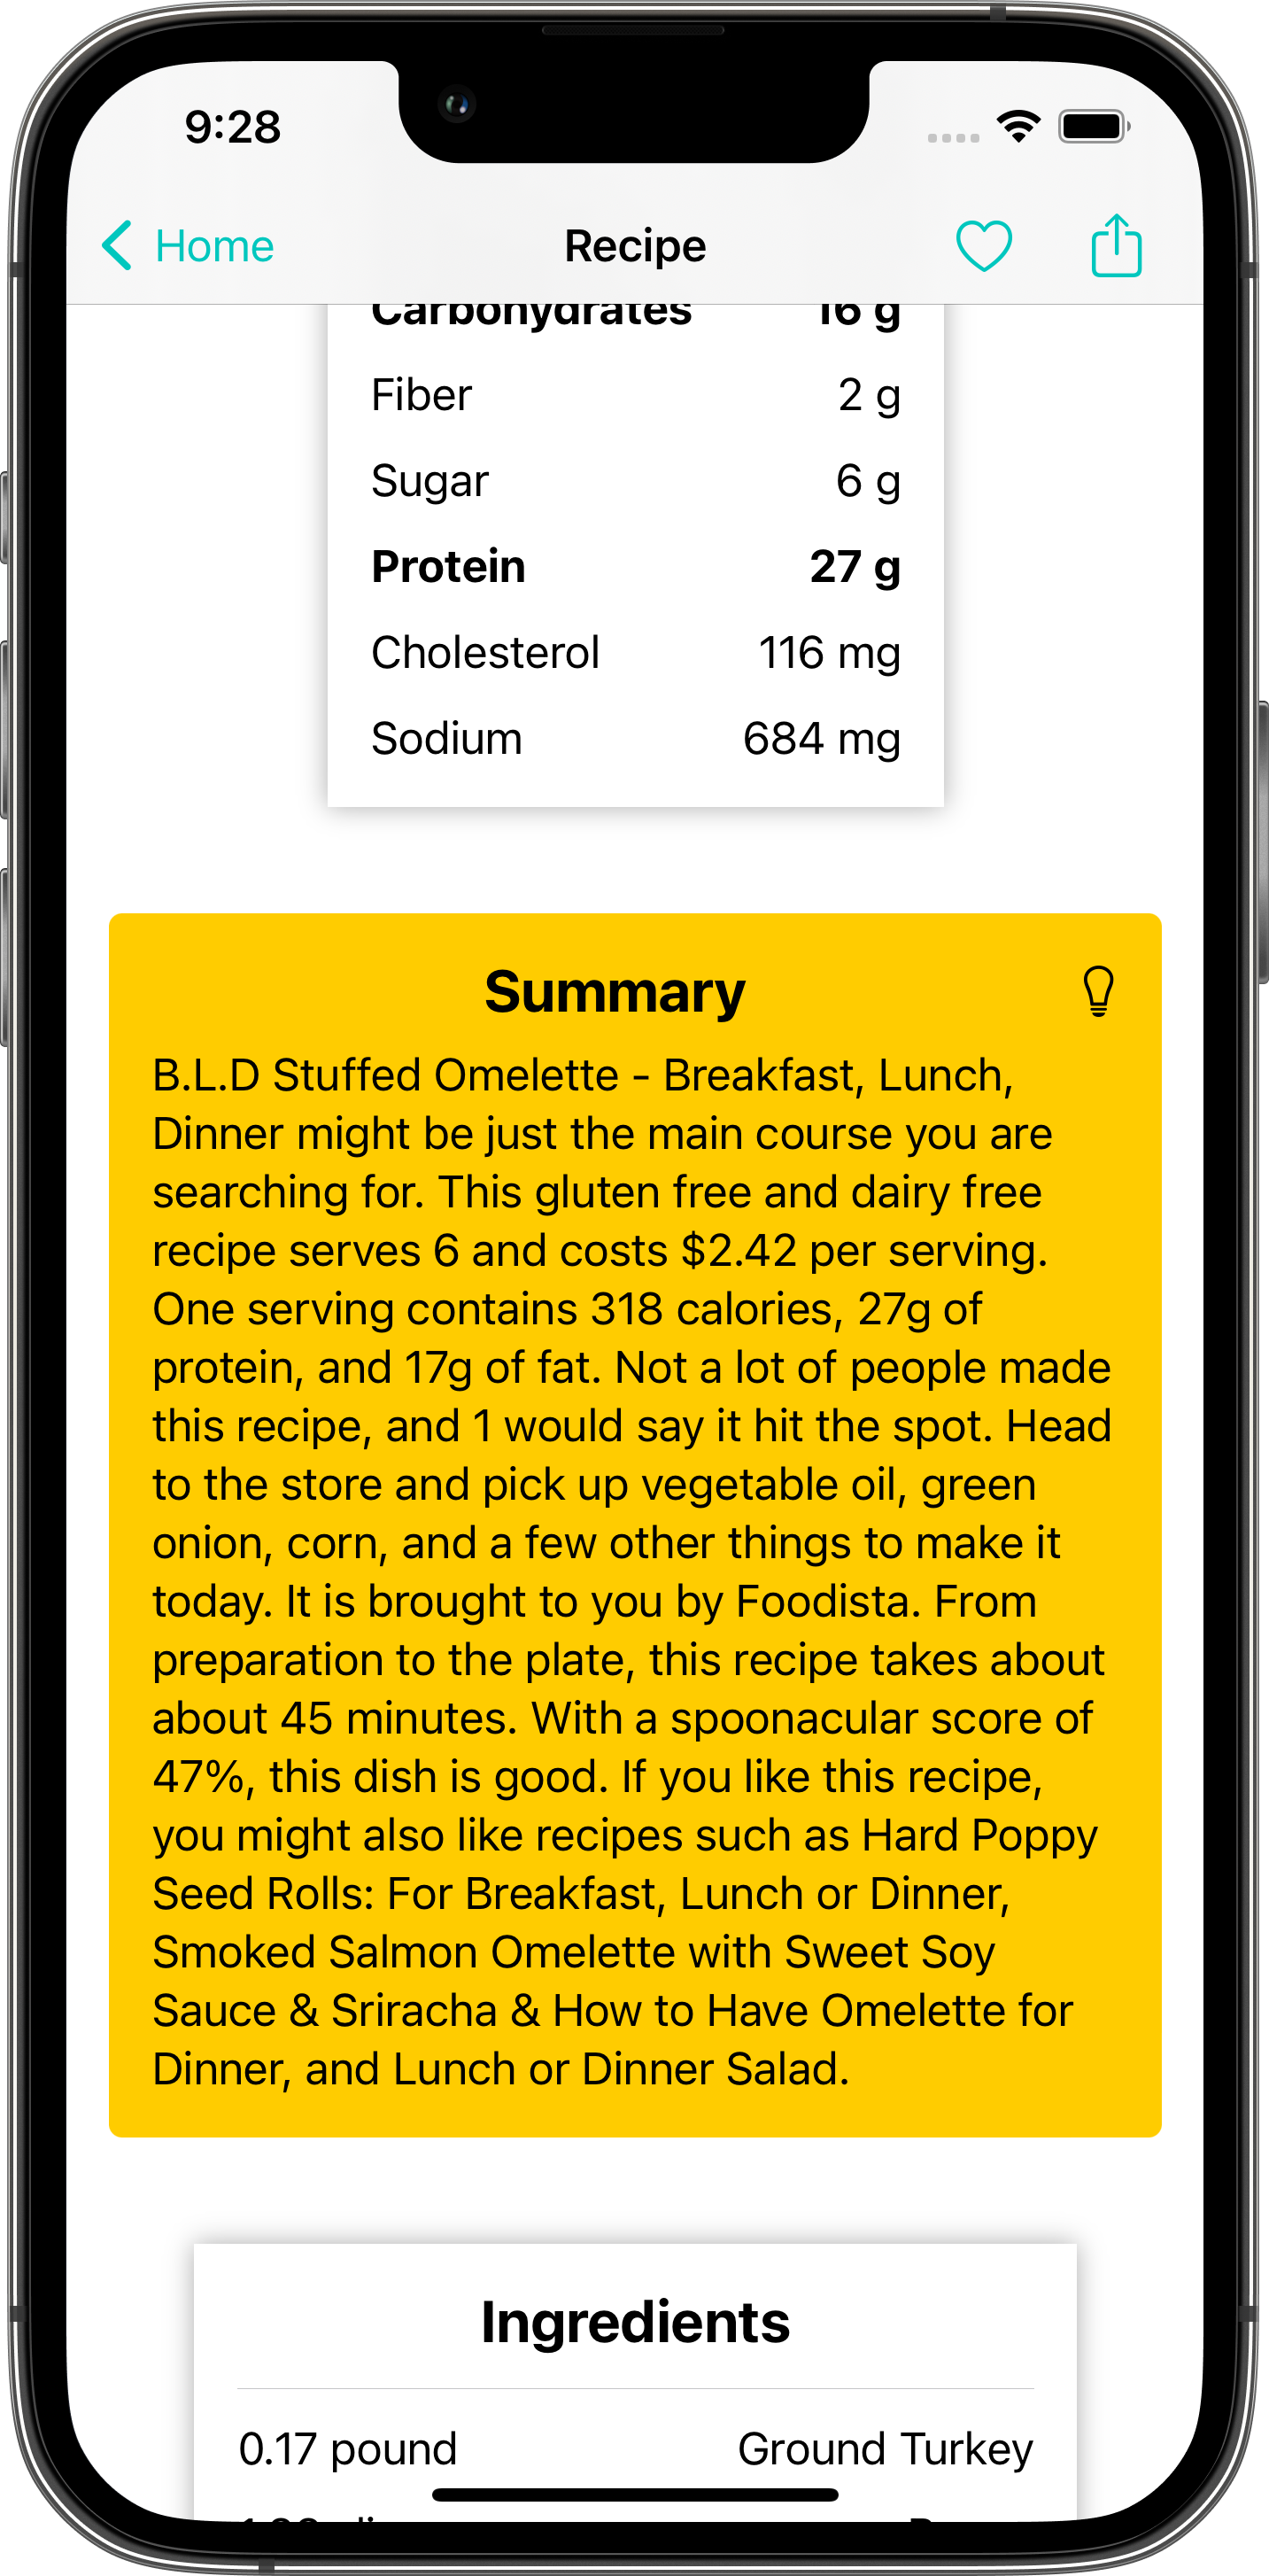 9:28
Home
Recipe
Carbohydrates 16 g
Fiber 2 g
Sugar 6 g
Protein 27 g
Cholesterol 116 mg
Sodium 684 mg
Summary
B.L.D Stuffed Omelette - Breakfast, Lunch,
Dinner might be just the main course you are
searching for. This gluten free and dairy free
recipe serves 6 and costs $2.42 per serving.
One serving contains 318 calories, 27g of
protein, and 17g of fat. Not a lot of people made
this recipe, and 1 would say it hit the spot. Head
to the store and pick up vegetable oil, green
onion, corn, and a few other things to make it
today. It is brought to you by Foodista. From
preparation to the plate, this recipe takes about
about 45 minutes. With a spoonacular score of
47%, this dish is good. If you like this recipe,
you might also like recipes such as Hard Poppy
Seed Rolls: For Breakfast, Lunch or Dinner,
Smoked Salmon Omelette with Sweet Soy
Sauce & Sriracha & How to Have Omelette for
Dinner, and Lunch or Dinner Salad.
Ingredients
0.17 pound Ground Turkey